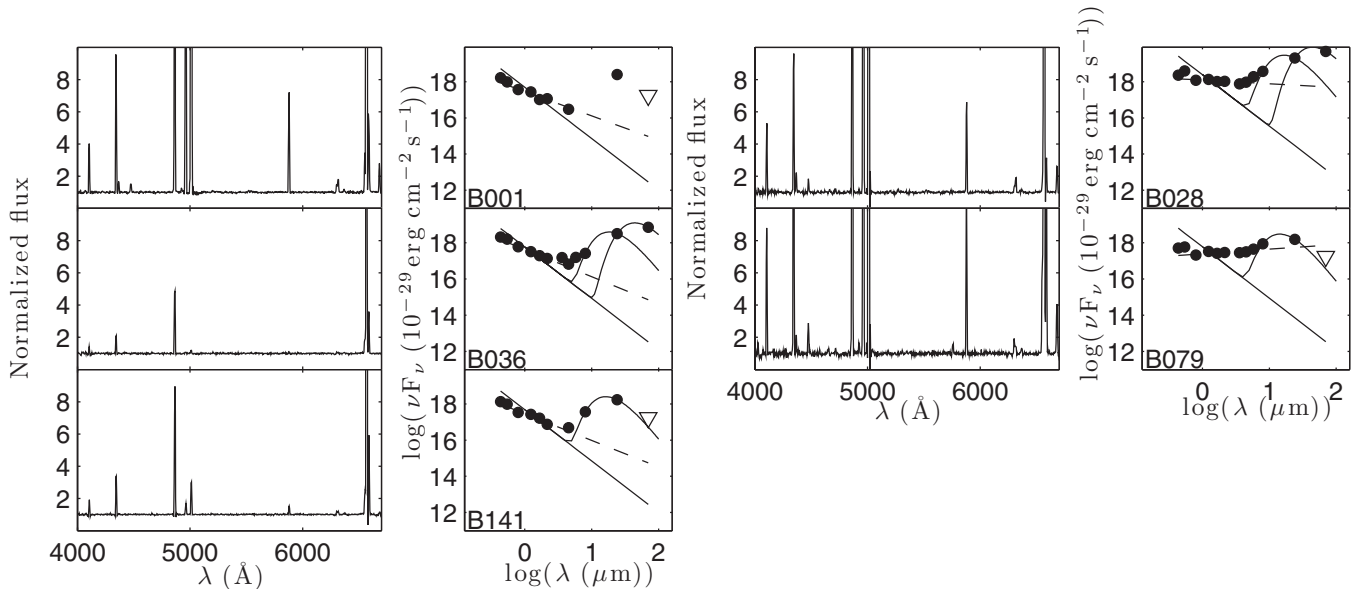 Normalized flux
8
6
4
2
8
6
4
2
8
6
4
2
4000 5000 6000
λ (Å)
log(νFν (10−29 erg cm−2 s−1))
18
16
14
12
B001
18
16
14
12
B036
18
16
14
12
B141
0 1 2
log(λ (μm))
Normalized flux
8
6
4
2
8
6
4
2
4000 5000 6000
λ (Å)
log(νFν (10−29 erg cm−2 s−1))
18
16
14
12
B028
18
16
14
12
B079
0 1 2
log(λ (μm))